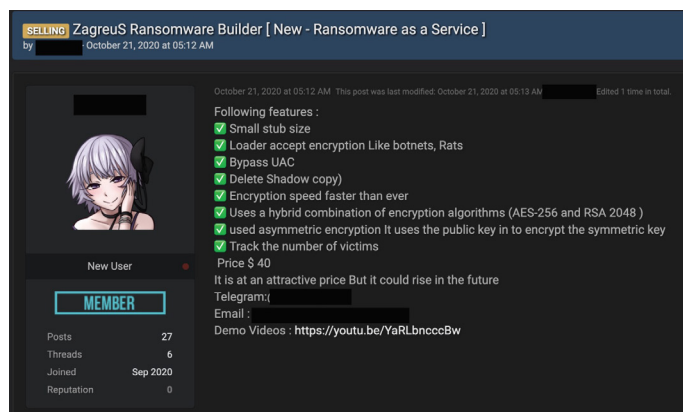 SELLING ZagreuS Ransomware Builder [ New - Ransomware as a Service ]
by October 21, 2020 at 05:12 AM
October 21, 2020 at 05:12 AM This post was last modified: October 21, 2020 at 05:13 AM Edited 1 time in total.
Following features :
✅ Small stub size
✅ Loader accept encryption Like botnets, Rats
✅ Bypass UAC
✅ Delete Shadow copy)
✅ Encryption speed faster than ever
✅ Uses a hybrid combination of encryption algorithms (AES-256 and RSA 2048 )
✅ used asymmetric encryption It uses the public key in to encrypt the symmetric key
✅ Track the number of victims
Price $ 40
It is at an attractive price But it could rise in the future
Telegram:(
Email :
Demo Videos : https://youtu.be/YaRLbncccBw
New User
MEMBER
Posts 27
Threads 6
Joined Sep 2020
Reputation 0